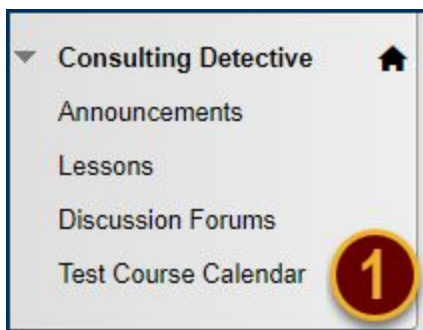 Consulting Detective
Announcements
Lessons
Discussion Forums
Test Course Calendar 1